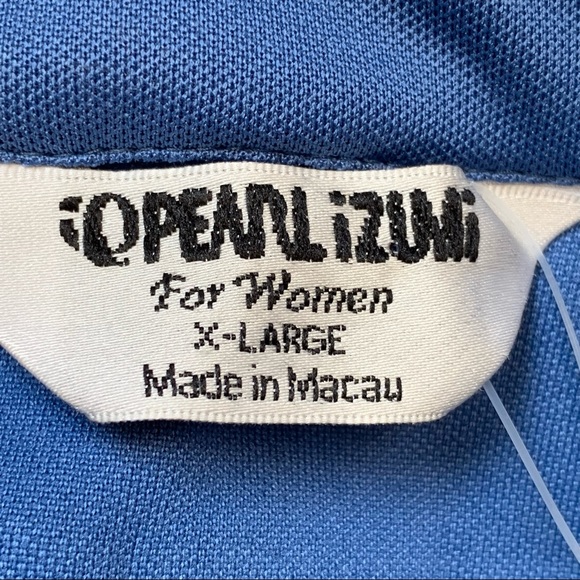 PEARL iZUMi
For Women
X-LARGE
Made in Macau